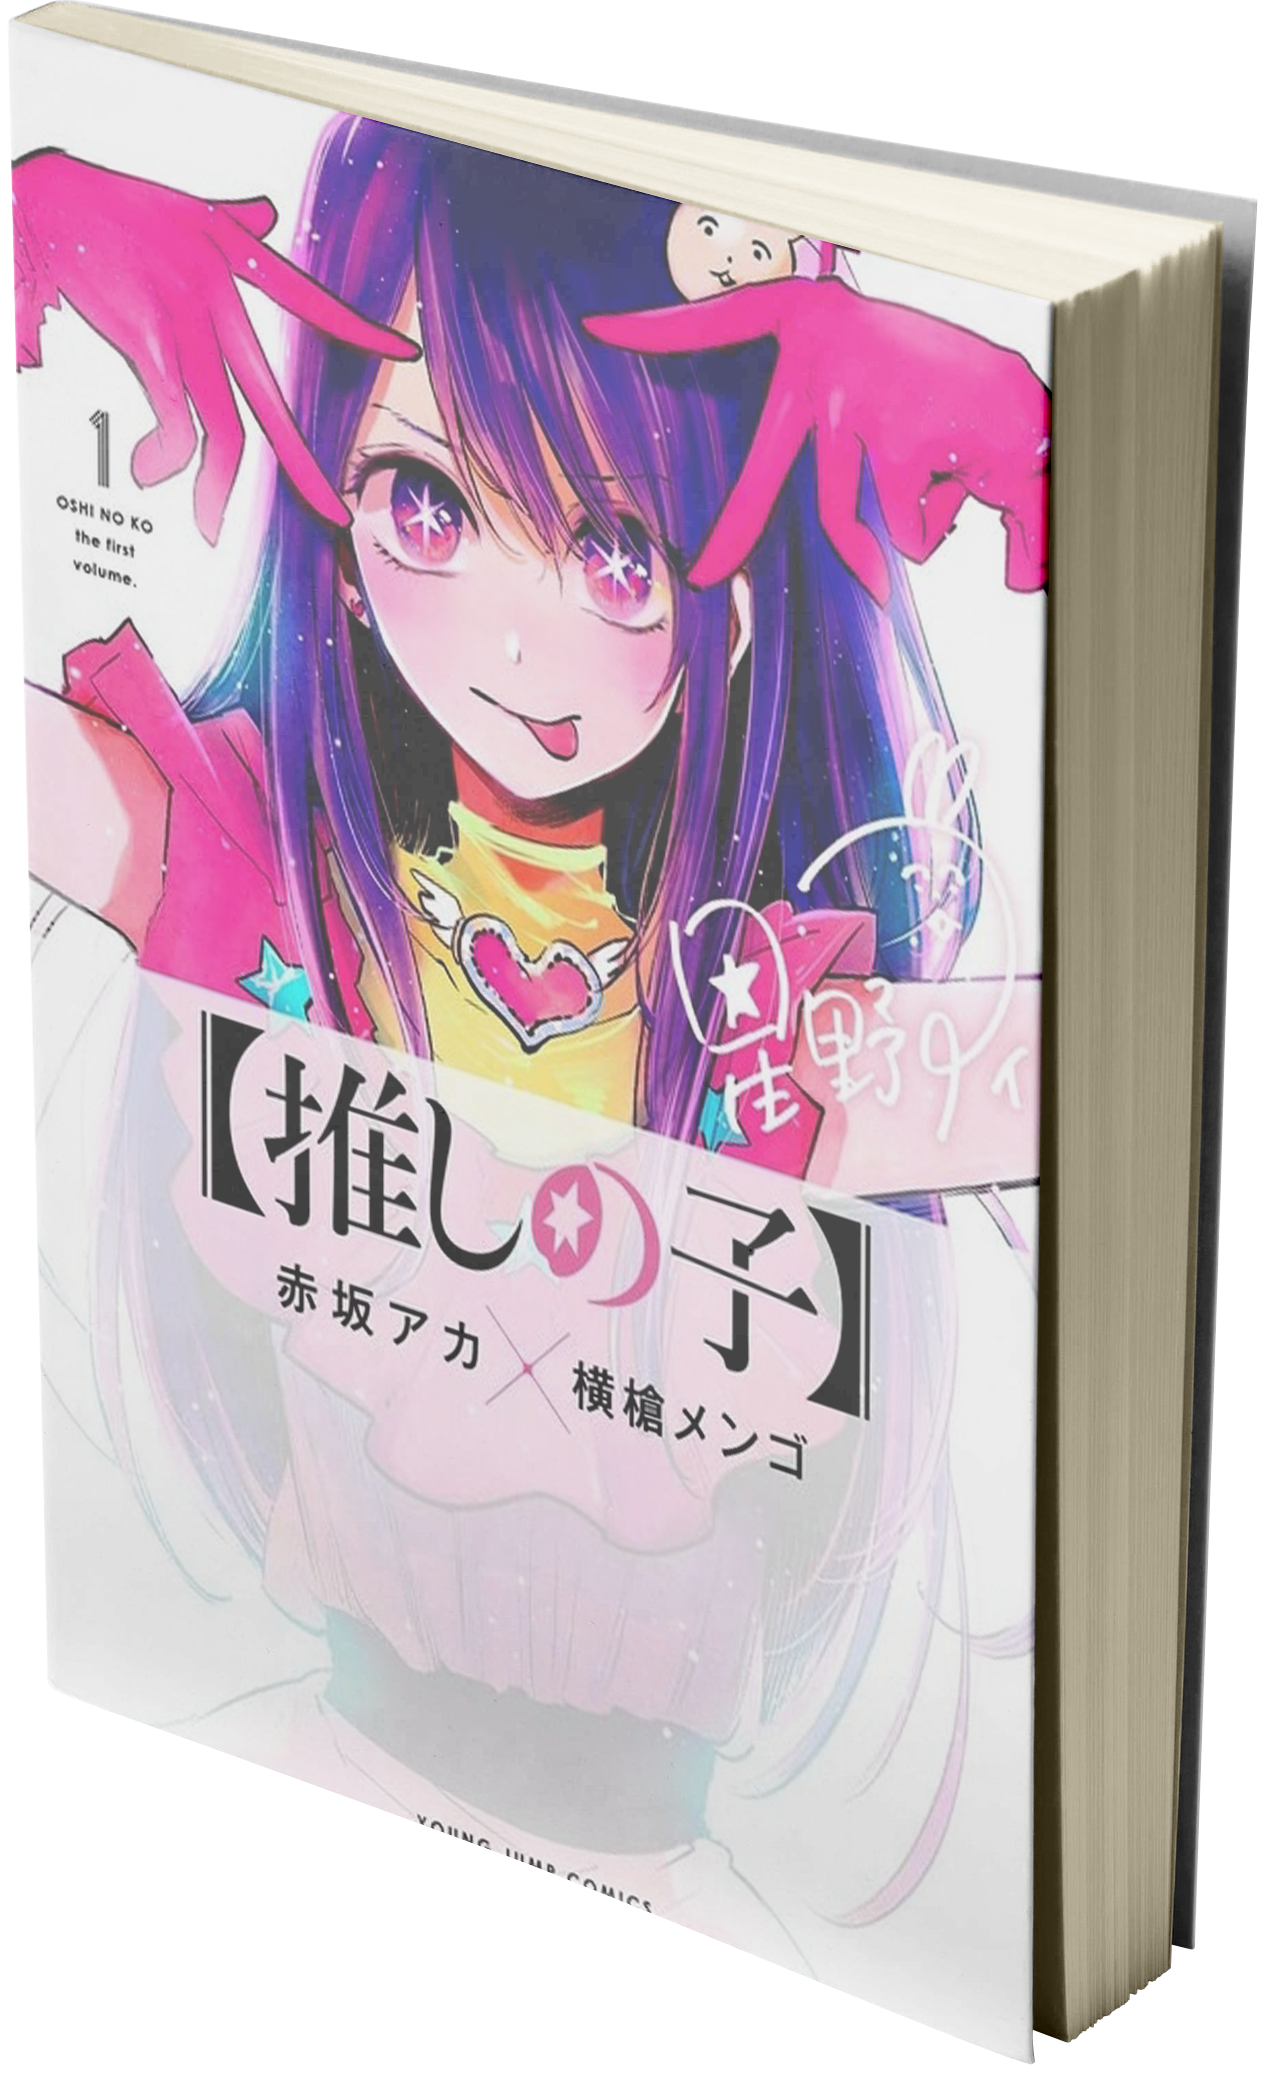 1
OSHI NO KO
the first
volume.
星野アイ
【推しの子】
赤坂アカ×横槍メンゴ
YOUNG JUMP COMICS